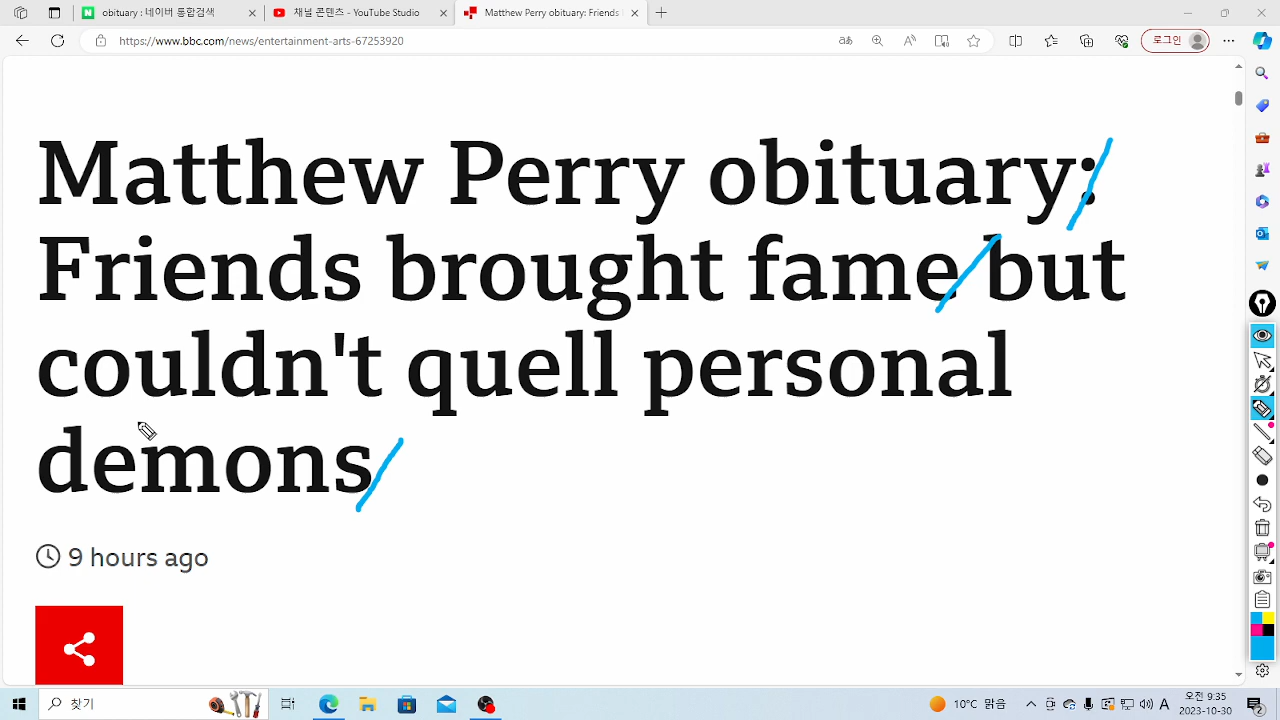 obituary : 네이버 통합검색
채널 콘텐츠 - YouTube Studio
Matthew Perry obituary: Friends
https://www.bbc.com/news/entertainment-arts-67253920
로그인
Matthew Perry obituary:
Friends brought fame but
couldn't quell personal
demons
9 hours ago
찾기
10°C 맑음
A
오전 9:35
2023-10-30
2